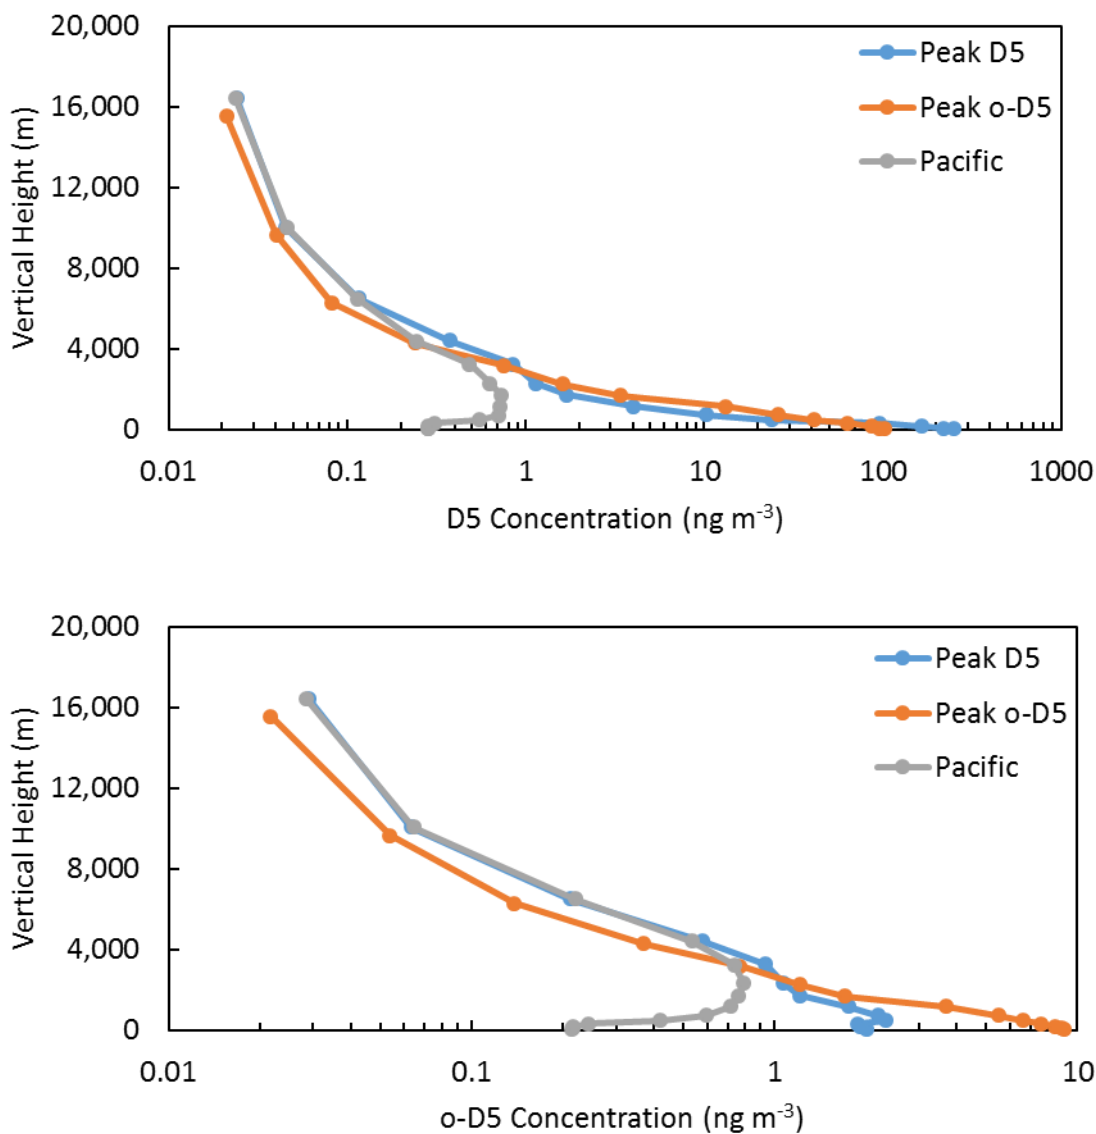 20,000
16,000
12,000
8,000
4,000
0
Vertical Height (m)
Peak D5
Peak o-D5
Pacific
0.01 0.1 1 10 100 1000
D5 Concentration (ng m⁻³)
20,000
16,000
12,000
8,000
4,000
0
Vertical Height (m)
Peak D5
Peak o-D5
Pacific
0.01 0.1 1 10
o-D5 Concentration (ng m⁻³)